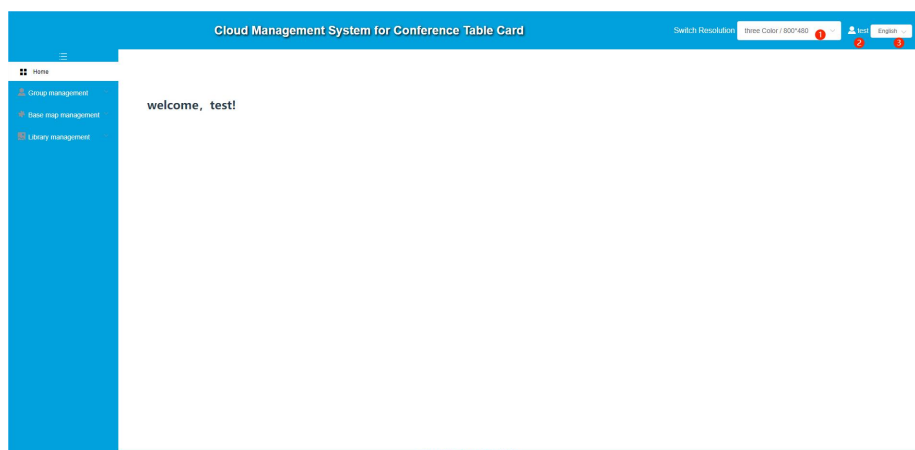 Cloud Management System for Conference Table Card
Switch Resolution three Color / 800*480 1 test English
2 3
Home
Group management
Base map management
Library management
welcome, test!